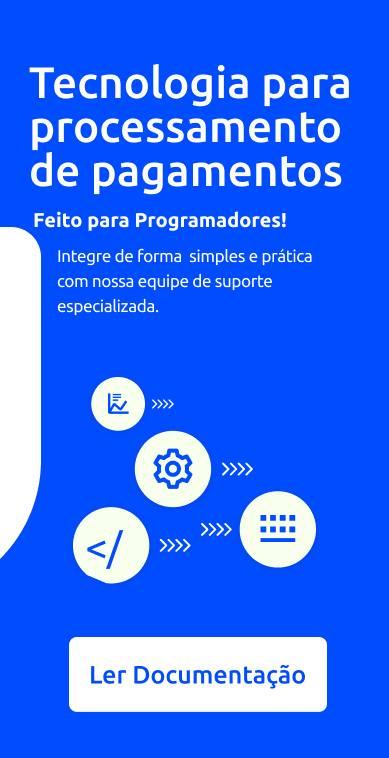 Tecnologia para
processamento
de pagamentos
Feito para Programadores!
Integre de forma simples e prática
com nossa equipe de suporte
especializada.
</
Ler Documentação